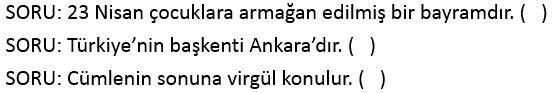 SORU: 23 Nisan çocuklara armağan edilmiş bir bayramdır. (   )
SORU: Türkiye’nin başkenti Ankara’dır. (   )
SORU: Cümlenin sonuna virgül konulur. (   )